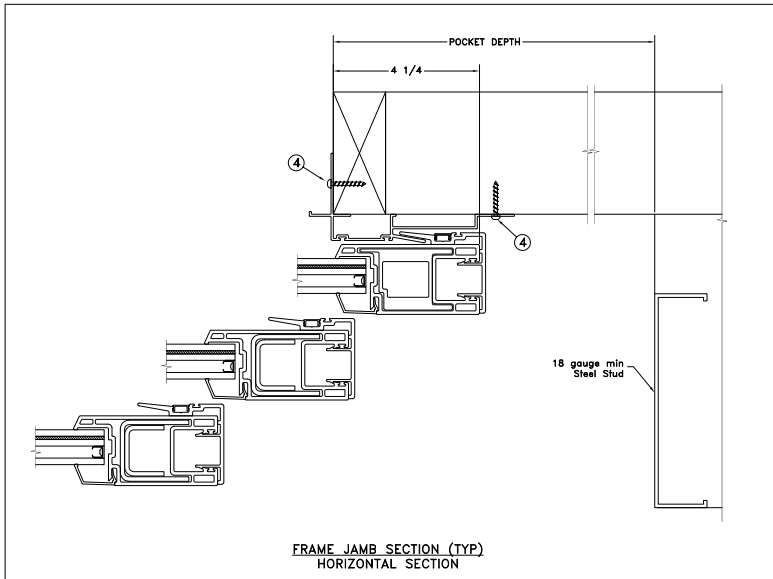 POCKET DEPTH
4 1/4
4
4
18 gauge min
Steel Stud
FRAME JAMB SECTION (TYP)
HORIZONTAL SECTION